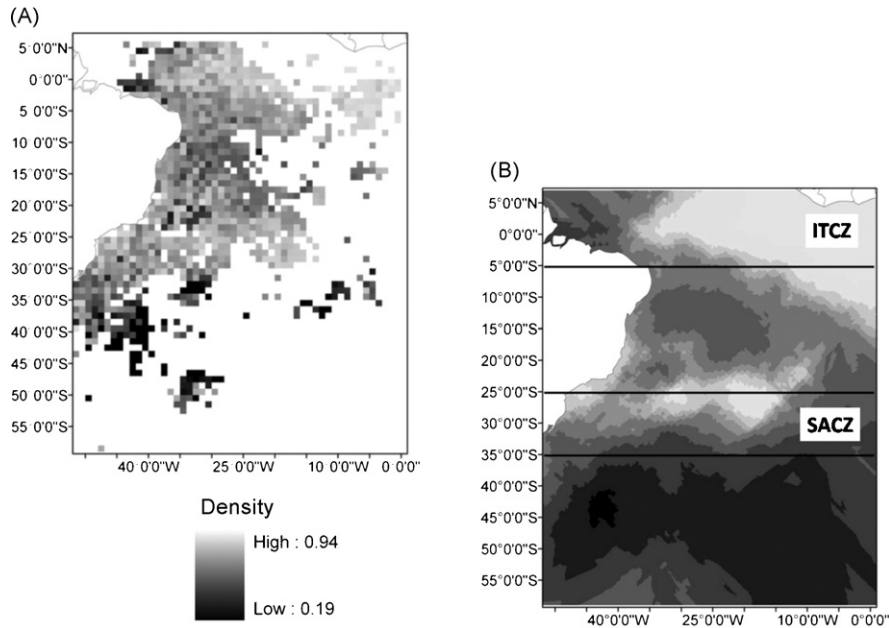 (A)
5°0'0"N
0°0'0"
5°0'0"S
10°0'0"S
15°0'0"S
20°0'0"S
25°0'0"S
30°0'0"S
35°0'0"S
40°0'0"S
45°0'0"S
50°0'0"S
55°0'0"S
40°0'0"W 25°0'0"W 10°0'0"W 0°0'0"
Density
High : 0.94
Low : 0.19
(B)
5°0'0"N
0°0'0"
5°0'0"S
10°0'0"S
15°0'0"S
20°0'0"S
25°0'0"S
30°0'0"S
35°0'0"S
40°0'0"S
45°0'0"S
50°0'0"S
55°0'0"S
ITCZ
SACZ
40°0'0"W 25°0'0"W 10°0'0"W 0°0'0"